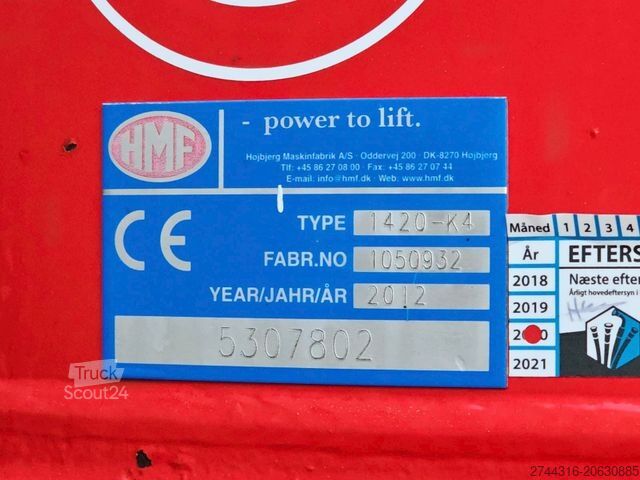 HMF
- power to lift.
Højbjerg Maskinfabrik A/S · Oddervej 200 · DK-8270 Højbjerg
Tlf: +45 86 27 08 00 · Fax: +45 86 27 07 44
E-mail: info@hmf.dk · Web: www.hmf.dk
CE
TYPE 1420-K4
FABR.NO 1050932
YEAR/JAHR/ÅR 2012
5307802
Måned 1 2 3 4
År EFTERS
2018 Næste efter
Årligt hovedeftersyn i
2019
2021
Truck
Scout24
2744316-20630885